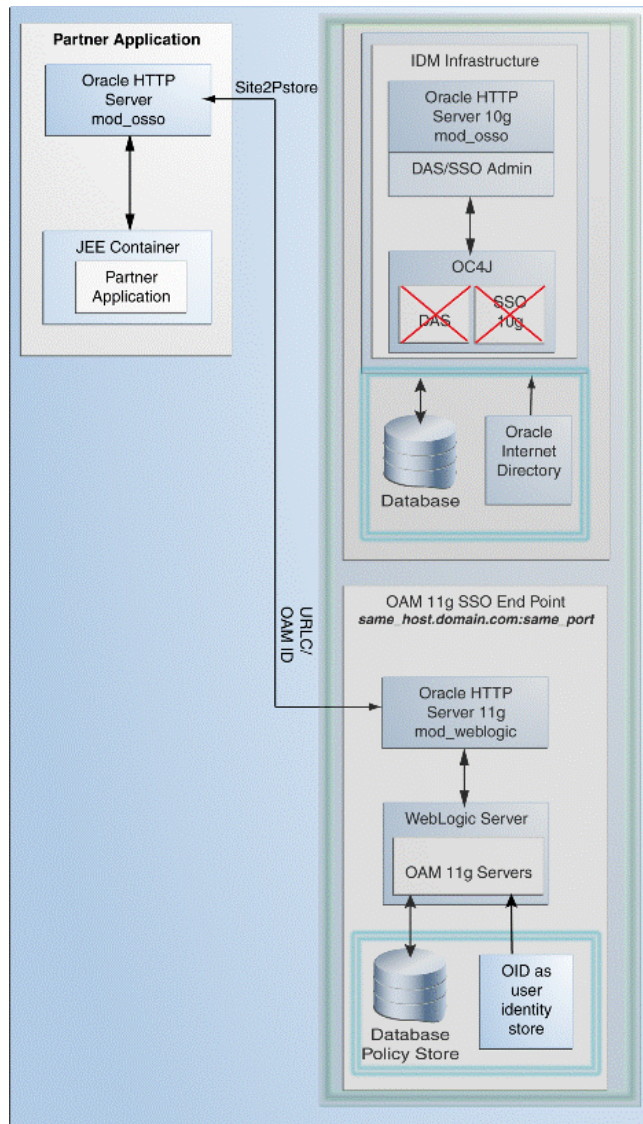 Partner Application
Oracle HTTP
Server
mod_osso
JEE Container
Partner
Application
Site2Pstore
URLC/
OAM ID
IDM Infrastructure
Oracle HTTP
Server 10g
mod_osso
DAS/SSO Admin
OC4J
DAS
SSO
10g
Database
Oracle
Internet
Directory
OAM 11g SSO End Point
same_host.domain.com:same_port
Oracle HTTP
Server 11g
mod_weblogic
WebLogic Server
OAM 11g Servers
Database
Policy Store
OID as
user
identity
store